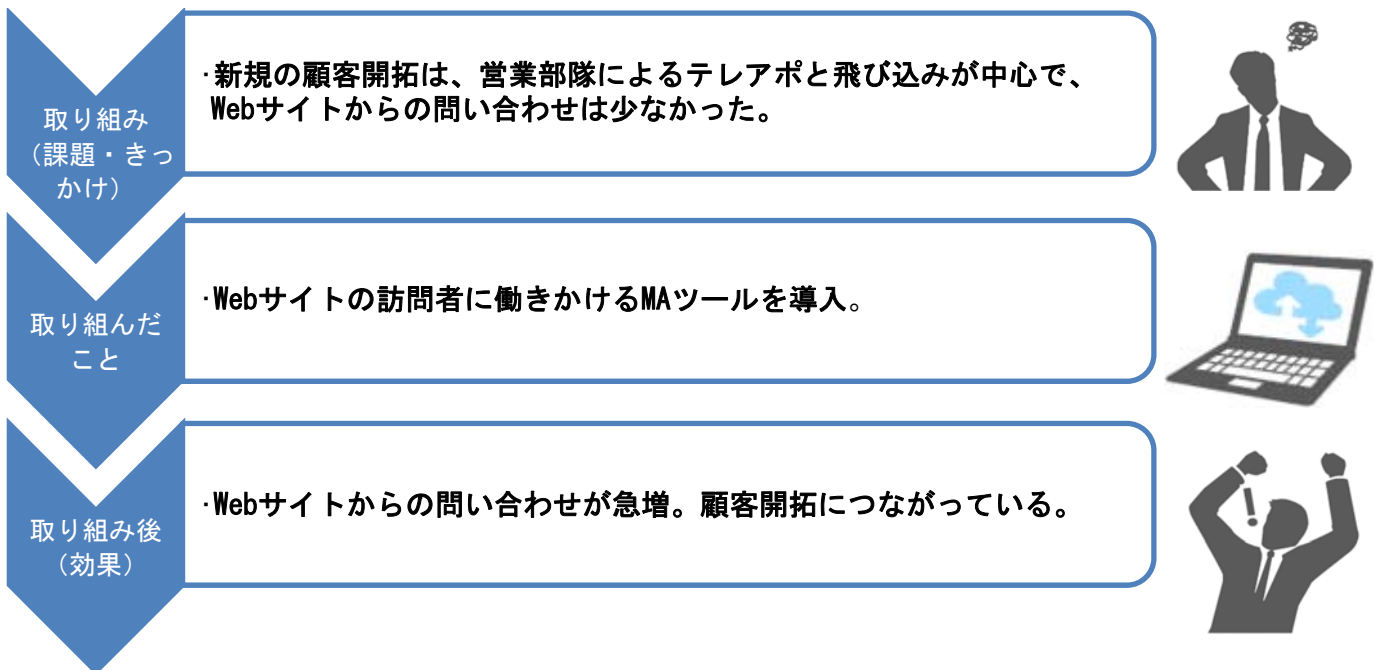 取り組み
（課題・きっ
かけ）
·新規の顧客開拓は、営業部隊によるテレアポと飛び込みが中心で、
Webサイトからの問い合わせは少なかった。
取り組んだ
こと
·Webサイトの訪問者に働きかけるMAツールを導入。
取り組み後
（効果）
·Webサイトからの問い合わせが急増。顧客開拓につながっている。